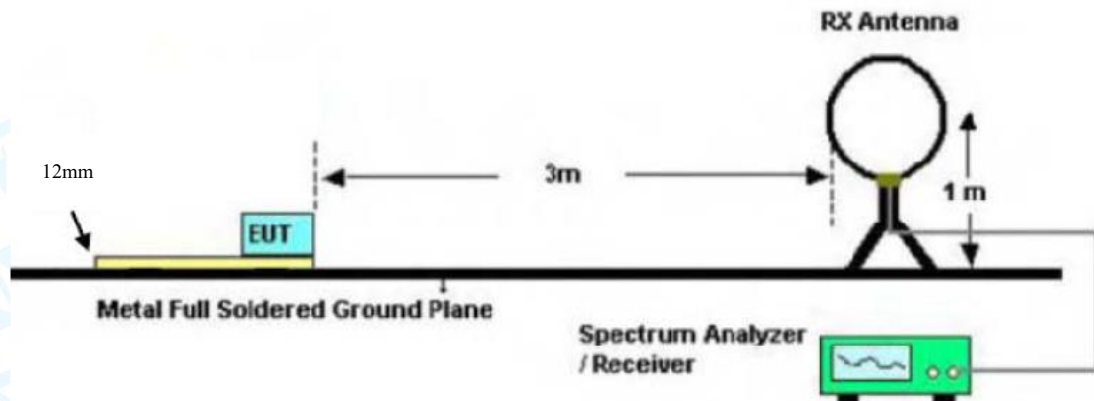 RX Antenna
12mm
3m
1 m
EUT
Metal Full Soldered Ground Plane
Spectrum Analyzer
/ Receiver